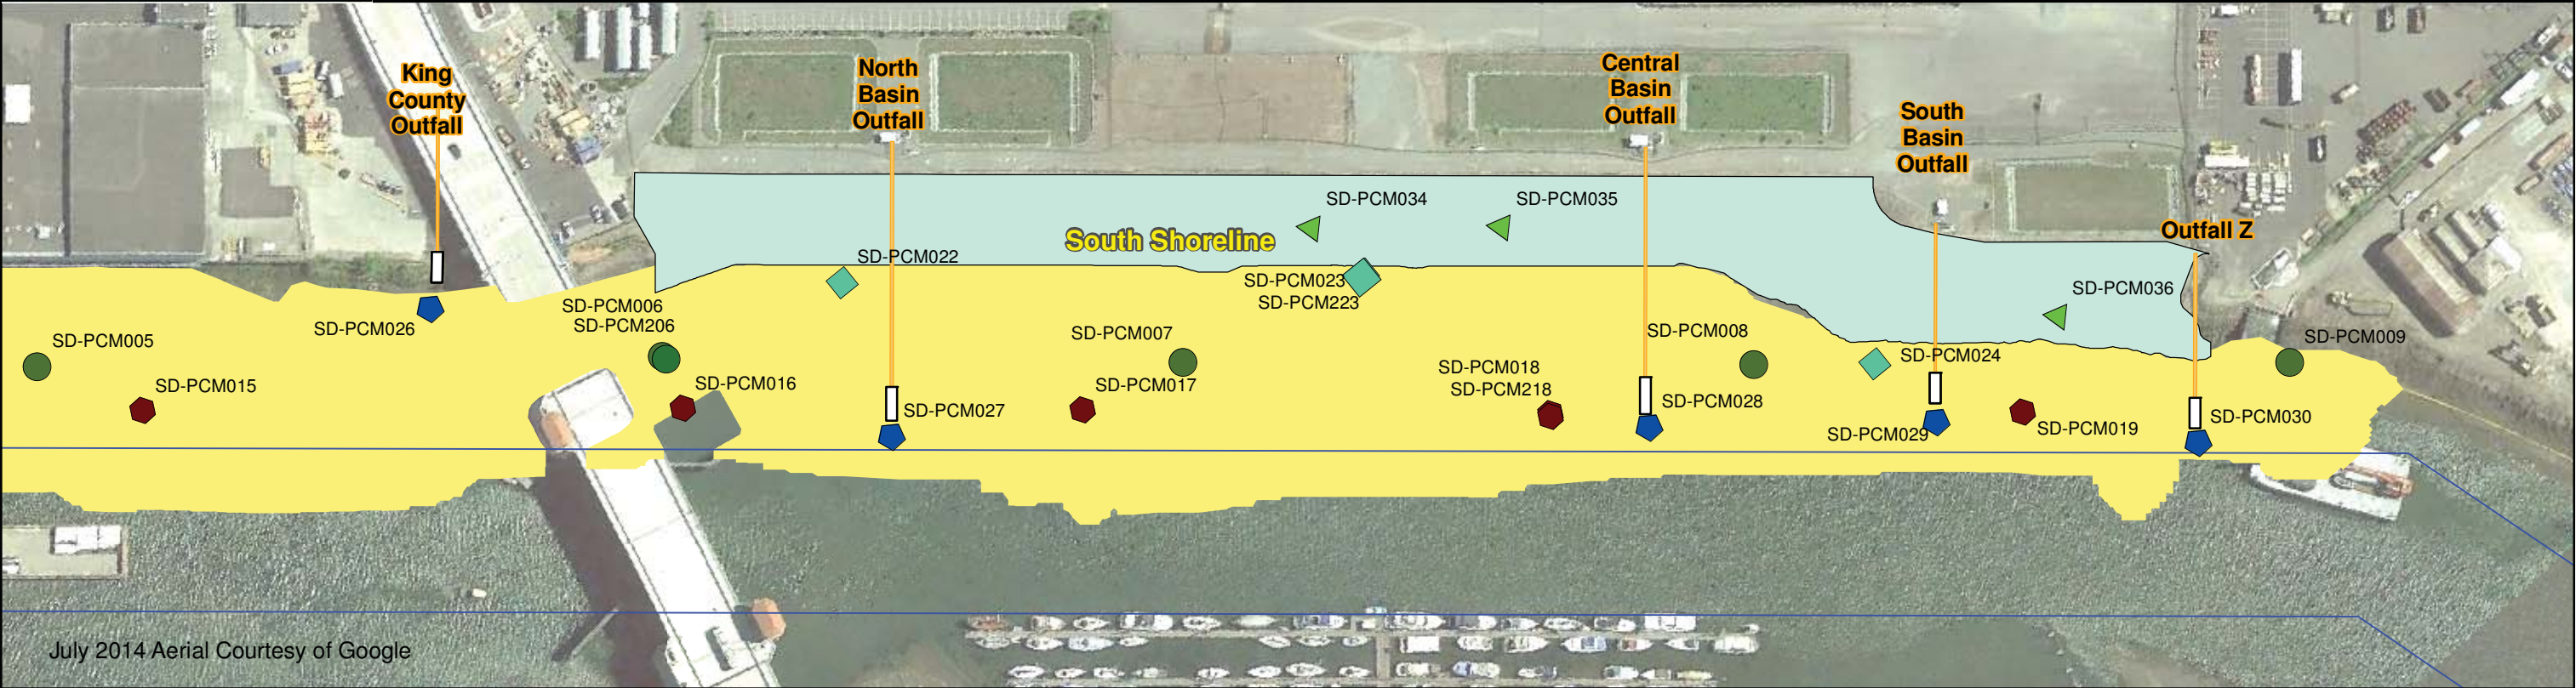 King
County
Outfall
North
Basin
Outfall
Central
Basin
Outfall
South
Basin
Outfall
Outfall Z
SD-PCM034
SD-PCM035
South Shoreline
SD-PCM022
SD-PCM023
SD-PCM223
SD-PCM036
SD-PCM026
SD-PCM006
SD-PCM206
SD-PCM005
SD-PCM007
SD-PCM008
SD-PCM009
SD-PCM024
SD-PCM015
SD-PCM016
SD-PCM017
SD-PCM018
SD-PCM218
SD-PCM027
SD-PCM028
SD-PCM029
SD-PCM019
SD-PCM030
July 2014 Aerial Courtesy of Google